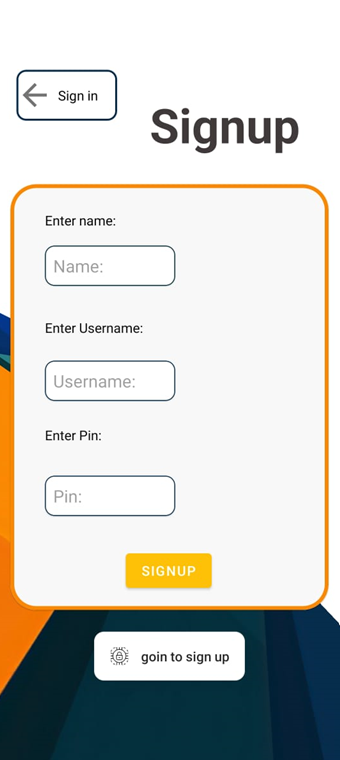 Sign in
Signup
Enter name:
Name:
Enter Username:
Username:
Enter Pin:
Pin:
SIGNUP
goin to sign up